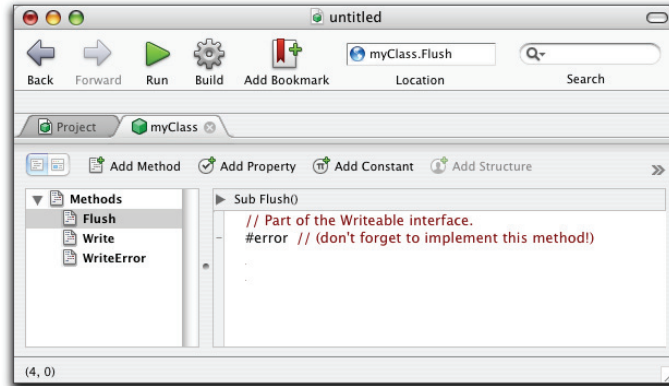 untitled
Back Forward Run Build Add Bookmark myClass.Flush Location Q Search
Project myClass
Add Method Add Property π Add Constant Add Structure »
Methods Sub Flush()
Flush // Part of the Writeable interface.
Write #error // (don't forget to implement this method!)
WriteError
(4, 0)